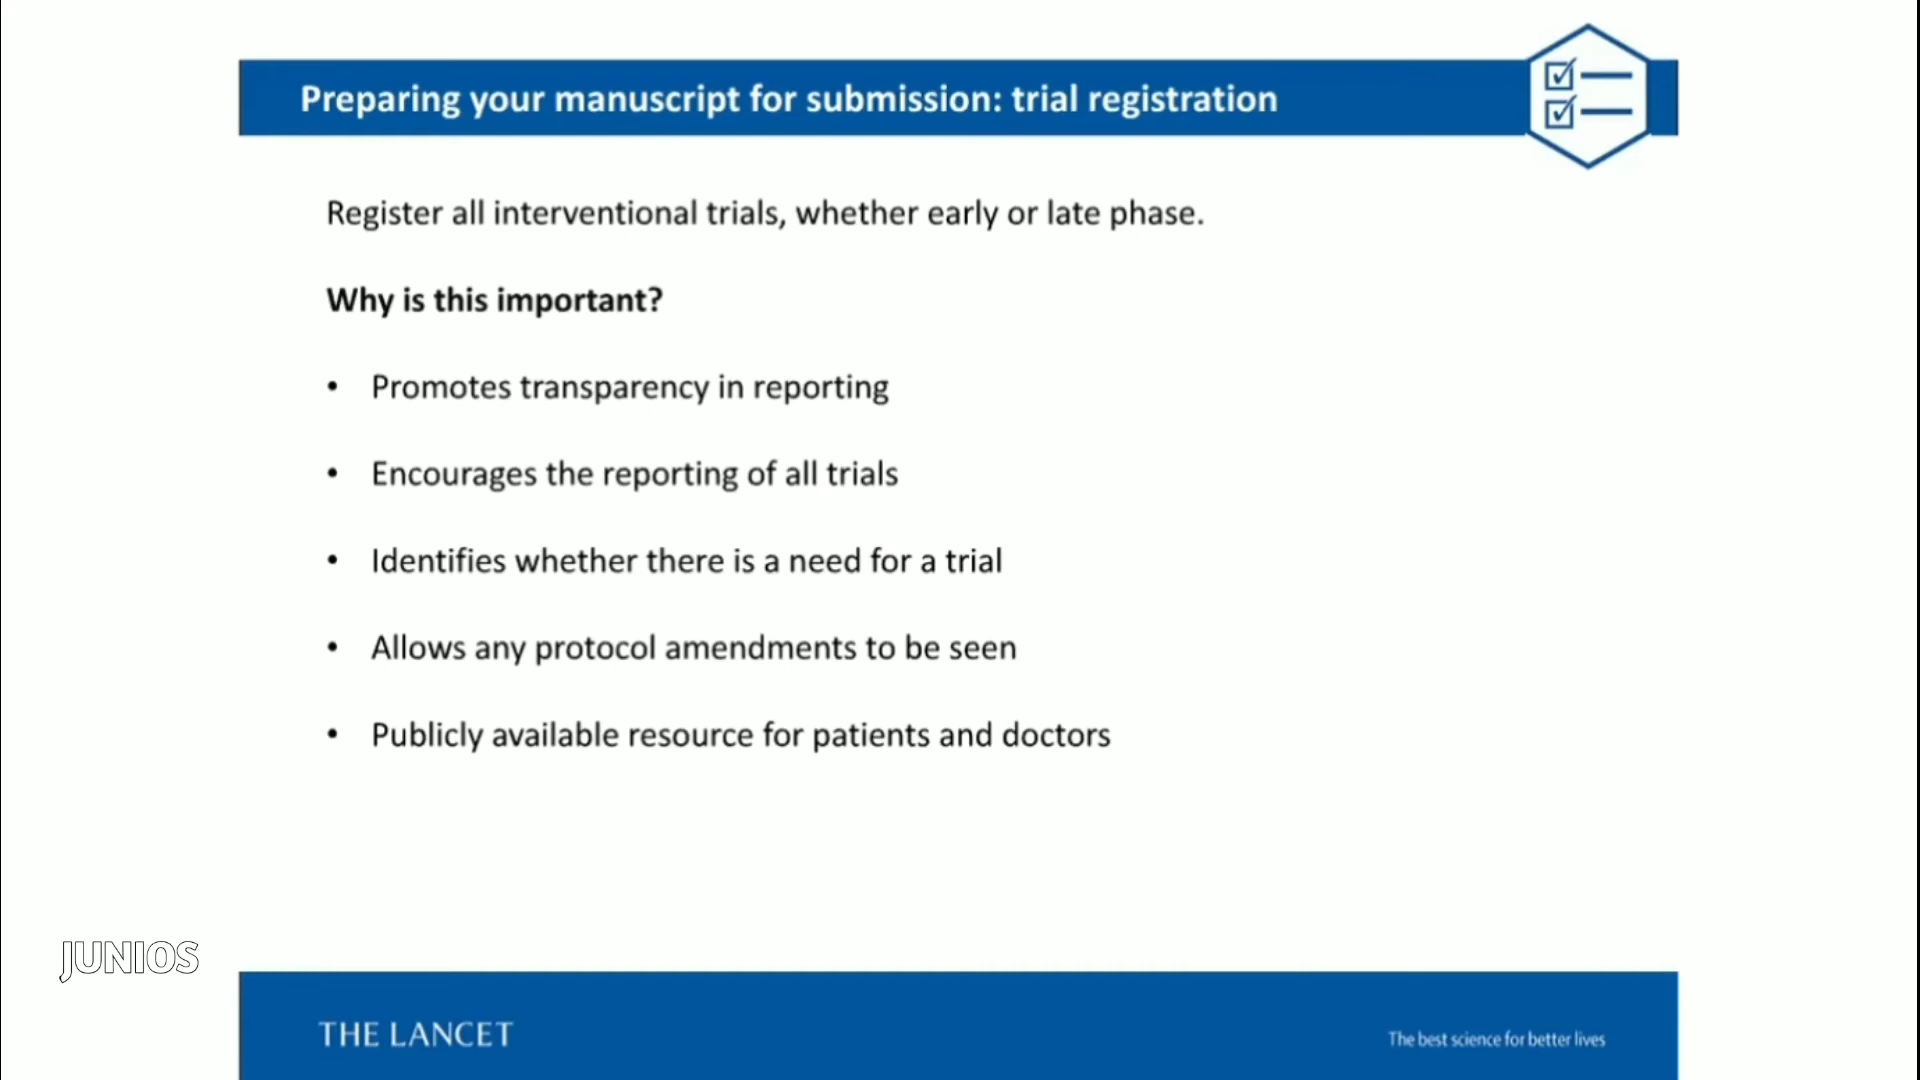 Preparing your manuscript for submission: trial registration
Register all interventional trials, whether early or late phase.
Why is this important?
• Promotes transparency in reporting
• Encourages the reporting of all trials
• Identifies whether there is a need for a trial
• Allows any protocol amendments to be seen
• Publicly available resource for patients and doctors
JUNIOS
THE LANCET
The best science for better lives